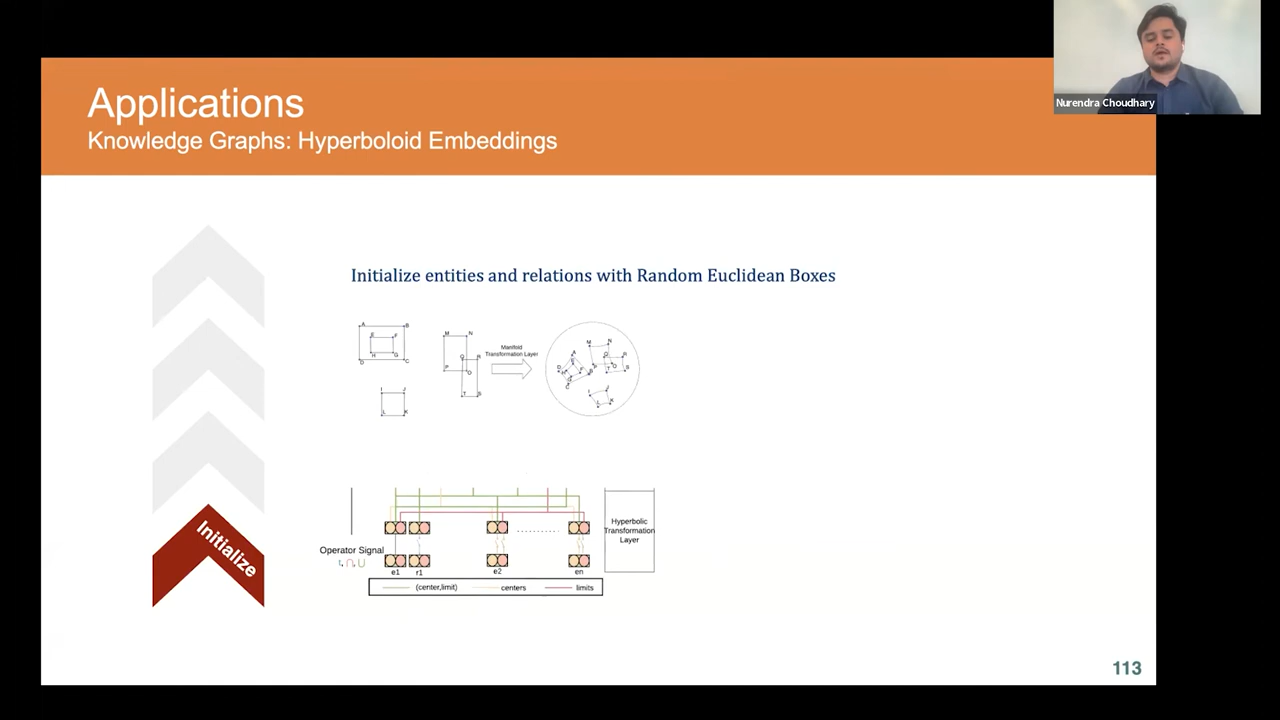 Applications
Knowledge Graphs: Hyperboloid Embeddings
Nurendra Choudhary
Initialize entities and relations with Random Euclidean Boxes
A B
E F
H G
D C
I J
L K
M N
Q R
P O
T S
Manifold
Transformation Layer
Initialize
Hyperbolic
Transformation
Layer
Operator Signal
e1 r1 e2 en
(center,limit) centers limits
113